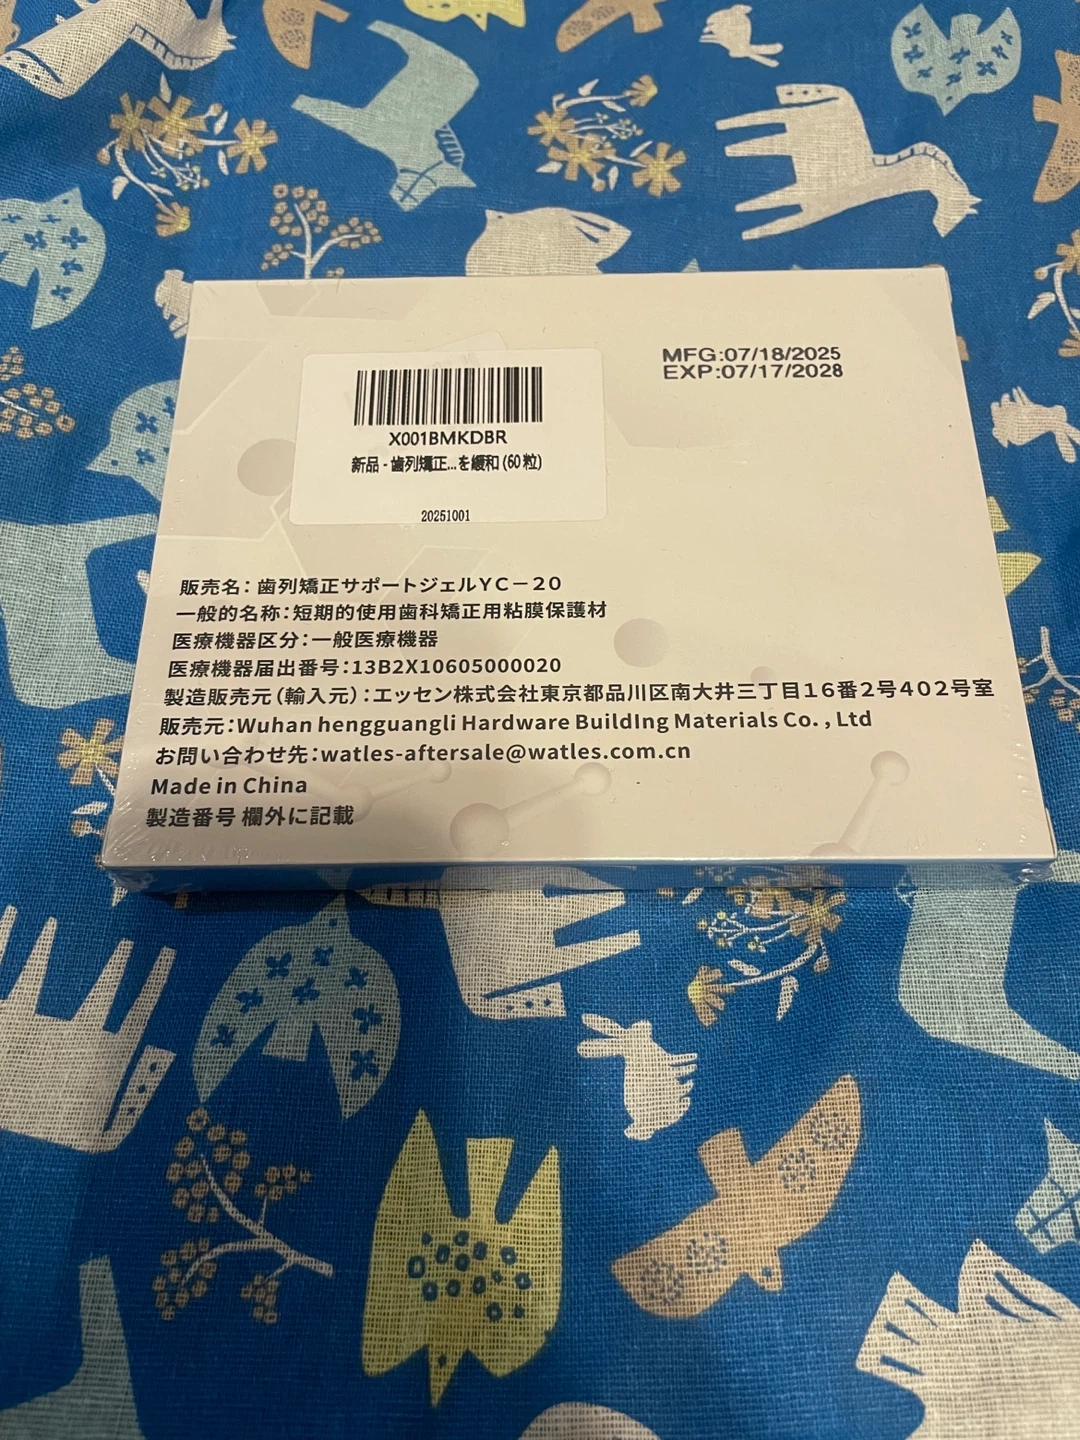 MFG:07/18/2025
EXP:07/17/2028
X001BMKDBR
新品 - 歯列矯正...を緩和 (60 粒)
20251001
販売名：歯列矯正サポートジェルYC－20
一般的名称：短期的使用歯科矯正用粘膜保護材
医療機器区分：一般医療機器
医療機器届出番号：13B2X10605000020
製造販売元（輸入元）：エッセン株式会社東京都品川区南大井三丁目16番2号402号室
販売元：Wuhan hengguangli Hardware BuildIng Materials Co. , Ltd
お問い合わせ先：watles-aftersale@watles.com.cn
Made in China
製造番号 欄外に記載